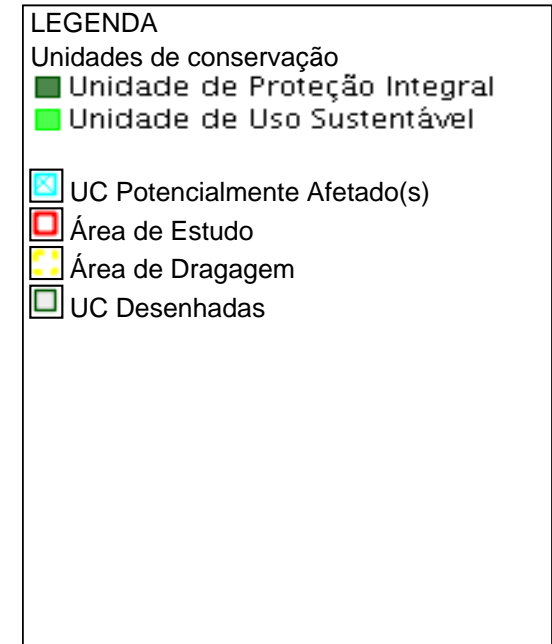 LEGENDA
Unidades de conservação
Unidade de Proteção Integral
Unidade de Uso Sustentável
UC Potencialmente Afetado(s)
Área de Estudo
Área de Dragagem
UC Desenhadas